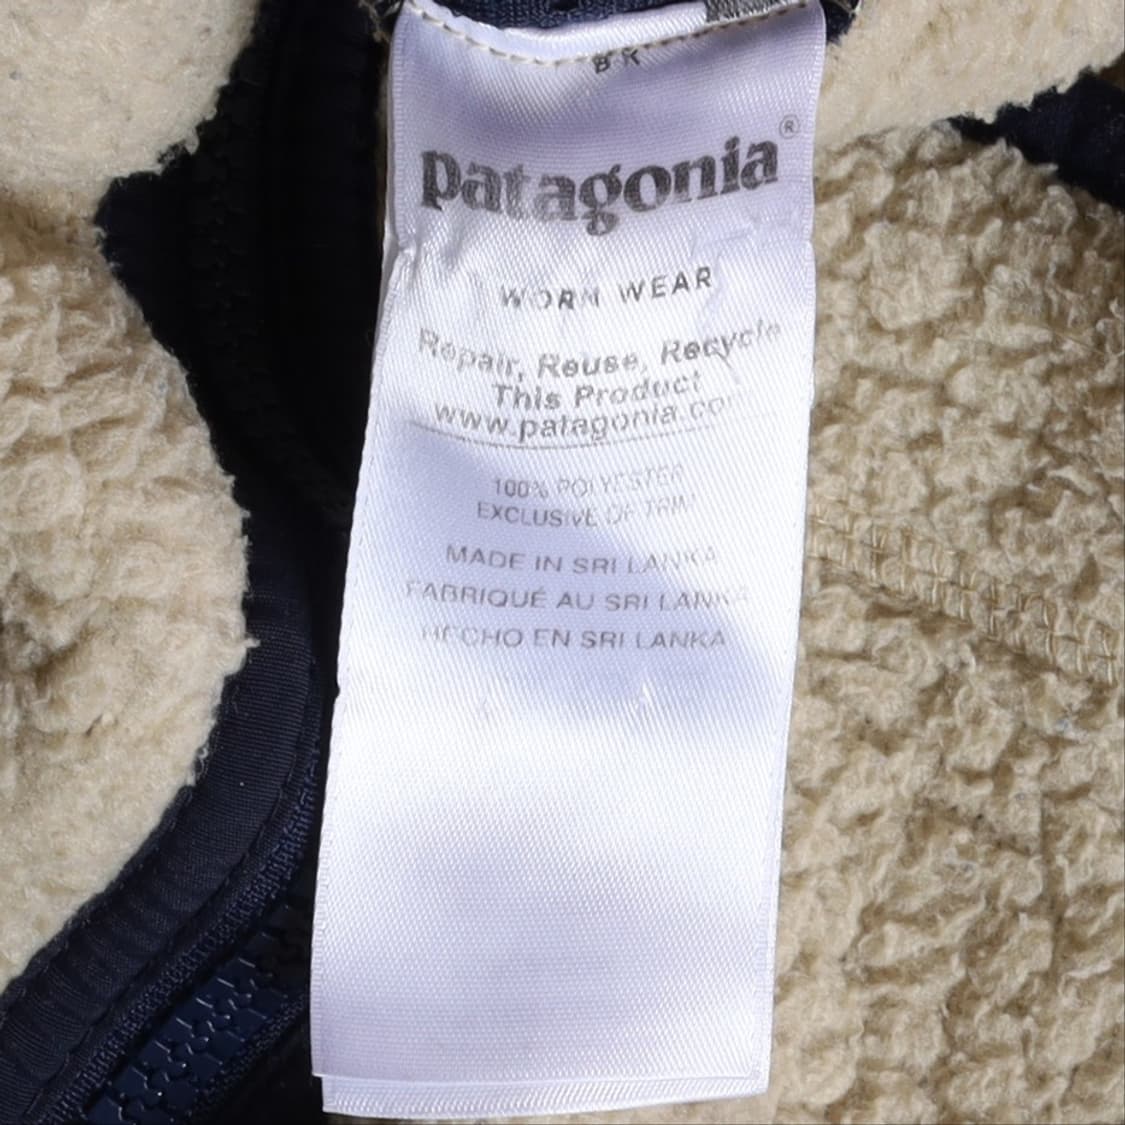 patagonia®
WORN WEAR
Repair, Reuse, Recycle
This Product
www.patagonia.co
100% POLYESTER
EXCLUSIVE OF TRIM
MADE IN SRI LANKA
FABRIQUÉ AU SRI LANKA
HECHO EN SRI LANKA